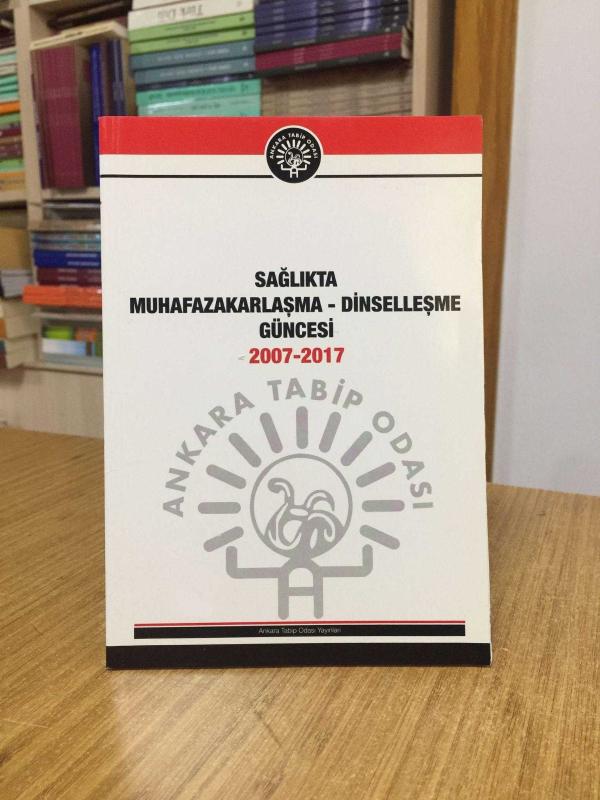 ANKARA TABİP ODASI
SAĞLIKTA
MUHAFAZAKARLAŞMA - DİNSELLEŞME
GÜNCESİ
2007-2017
ANKARA TABİP ODASI
Ankara Tabip Odası Yayınları